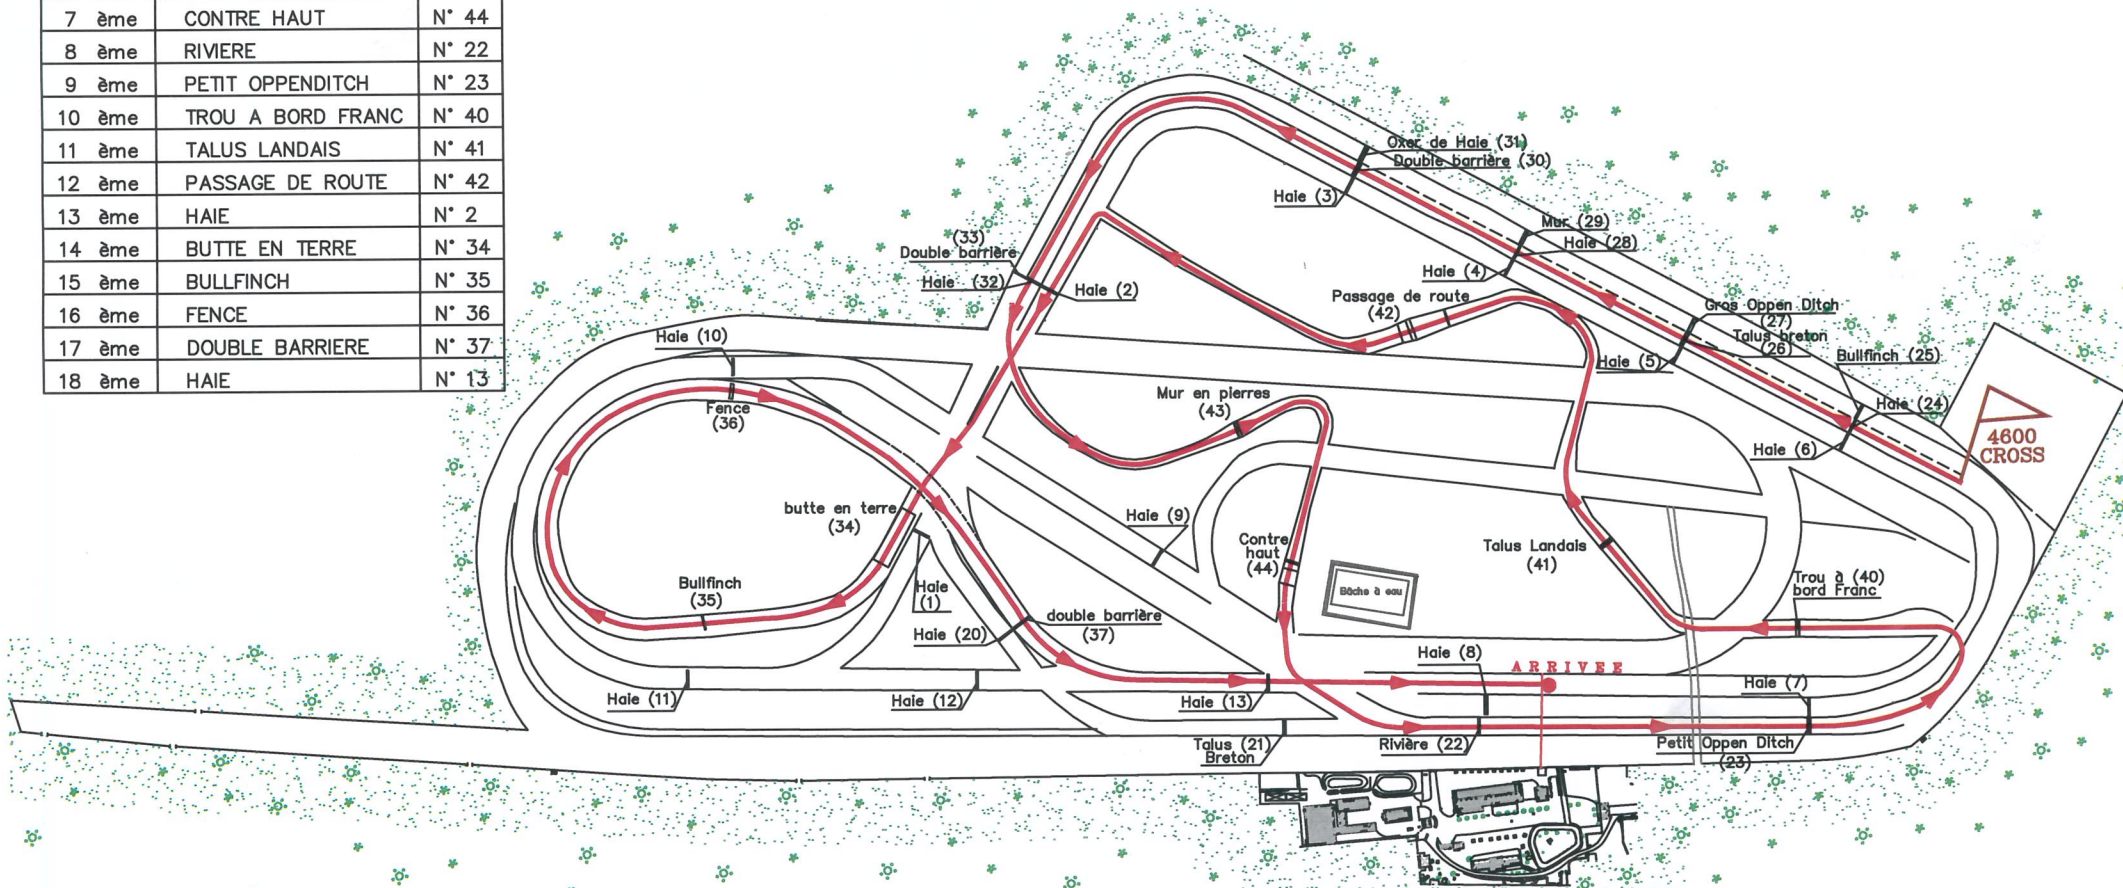 7 ème CONTRE HAUT N° 44
8 ème RIVIERE N° 22
9 ème PETIT OPPENDITCH N° 23
10 ème TROU A BORD FRANC N° 40
11 ème TALUS LANDAIS N° 41
12 ème PASSAGE DE ROUTE N° 42
13 ème HAIE N° 2
14 ème BUTTE EN TERRE N° 34
15 ème BULLFINCH N° 35
16 ème FENCE N° 36
17 ème DOUBLE BARRIERE N° 37
18 ème HAIE N° 13
Oxer de Haie (31)
Double barrière (30)
Haie (3)
Mur (29)
Haie (28)
Haie (4)
(33)
Double barrière
Haie (32)
Haie (2)
Passage de route
(42)
Gros Oppen Ditch
(27)
Talus breton
(26)
Haie (5)
Bullfinch (25)
Haie (24)
Haie (6)
4600
CROSS
Haie (10)
Fence
(36)
Mur en pierres
(43)
butte en terre
(34)
Haie (9)
Contre
haut
(44)
Bâche à eau
Talus Landais
(41)
Trou à (40)
bord Franc
Bullfinch
(35)
Haie
(1)
Haie (20)
double barrière
(37)
Haie (8)
ARRIVEE
Haie (7)
Haie (11)
Haie (12)
Haie (13)
Talus (21)
Breton
Rivière (22)
Petit Oppen Ditch
(23)